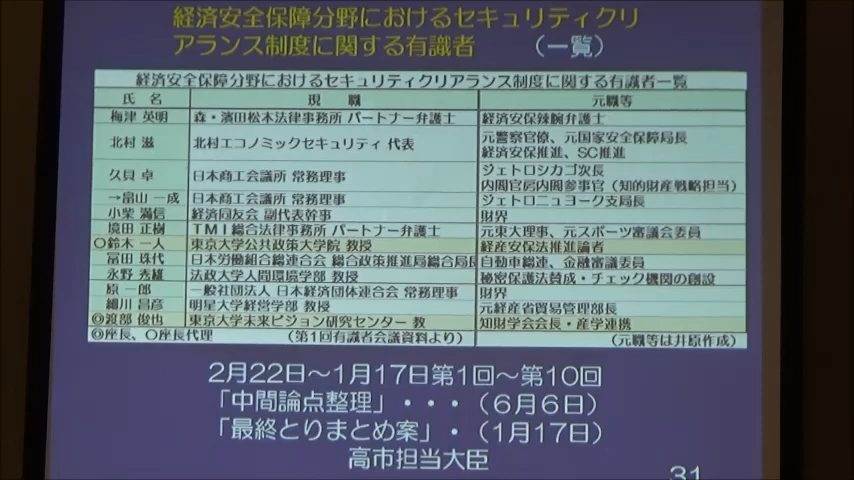 経済安全保障分野におけるセキュリティクリ
アランス制度に関する有識者　　（一覧）
経済安全保障分野におけるセキュリティクリアランス制度に関する有識者一覧
氏 名　現 職　元職等
梅津 英明　森・濱田松本法律事務所 パートナー弁護士　経済安保辣腕弁護士
北村 滋　北村エコノミックセキュリティ 代表　元警察官僚、元国家安全保障局長
経済安保推進、SC推進
久貝 卓　日本商工会議所 常務理事　ジェトロシカゴ次長
内閣官房内閣参事官（知的財産戦略担当）
→畠山 一成　日本商工会議所 常務理事　ジェトロニューヨーク支局長
小柴 満信　経済同友会 副代表幹事　財界
境田 正樹　ＴＭＩ総合法律事務所 パートナー弁護士　元東大理事、元スポーツ審議会委員
〇鈴木 一人　東京大学公共政策大学院 教授　経産安保法推進論者
冨田 珠代　日本労働組合総連合会 総合政策推進局総合局長　自動車総連、金融審議委員
永野 秀雄　法政大学人間環境学部 教授　秘密保護法賛成・チェック機関の創設
原 一郎　一般社団法人 日本経済団体連合会 常務理事　財界
細川 昌彦　明星大学経営学部 教授　元経産省貿易管理部長
◎渡部 俊也　東京大学未来ビジョン研究センター 教　知財学会会長・産学連携
◎座長、〇座長代理　（第1回有識者会議資料より）　（元職等は井原作成）
２月22日～１月17日第１回～第10回
「中間論点整理」・・・（６月６日）
「最終とりまとめ案」・（１月17日）
高市担当大臣
31